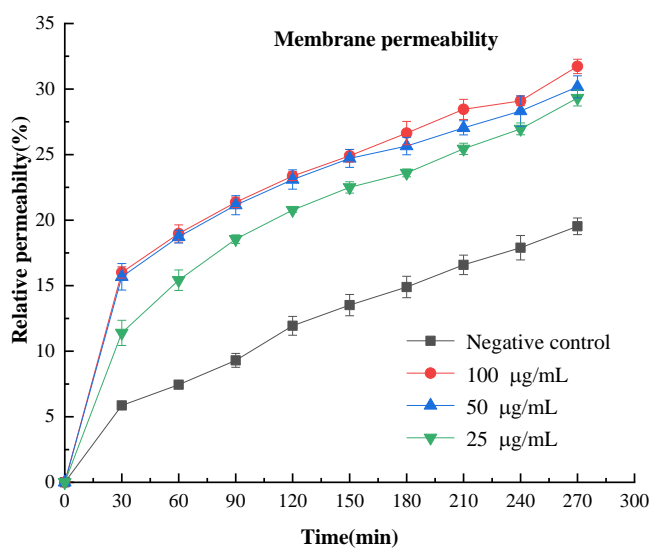 Membrane permeability
Relative permeabilty(%)
35
30
25
20
15
10
5
0
Negative control
100 μg/mL
50 μg/mL
25 μg/mL
0 30 60 90 120 150 180 210 240 270 300
Time(min)